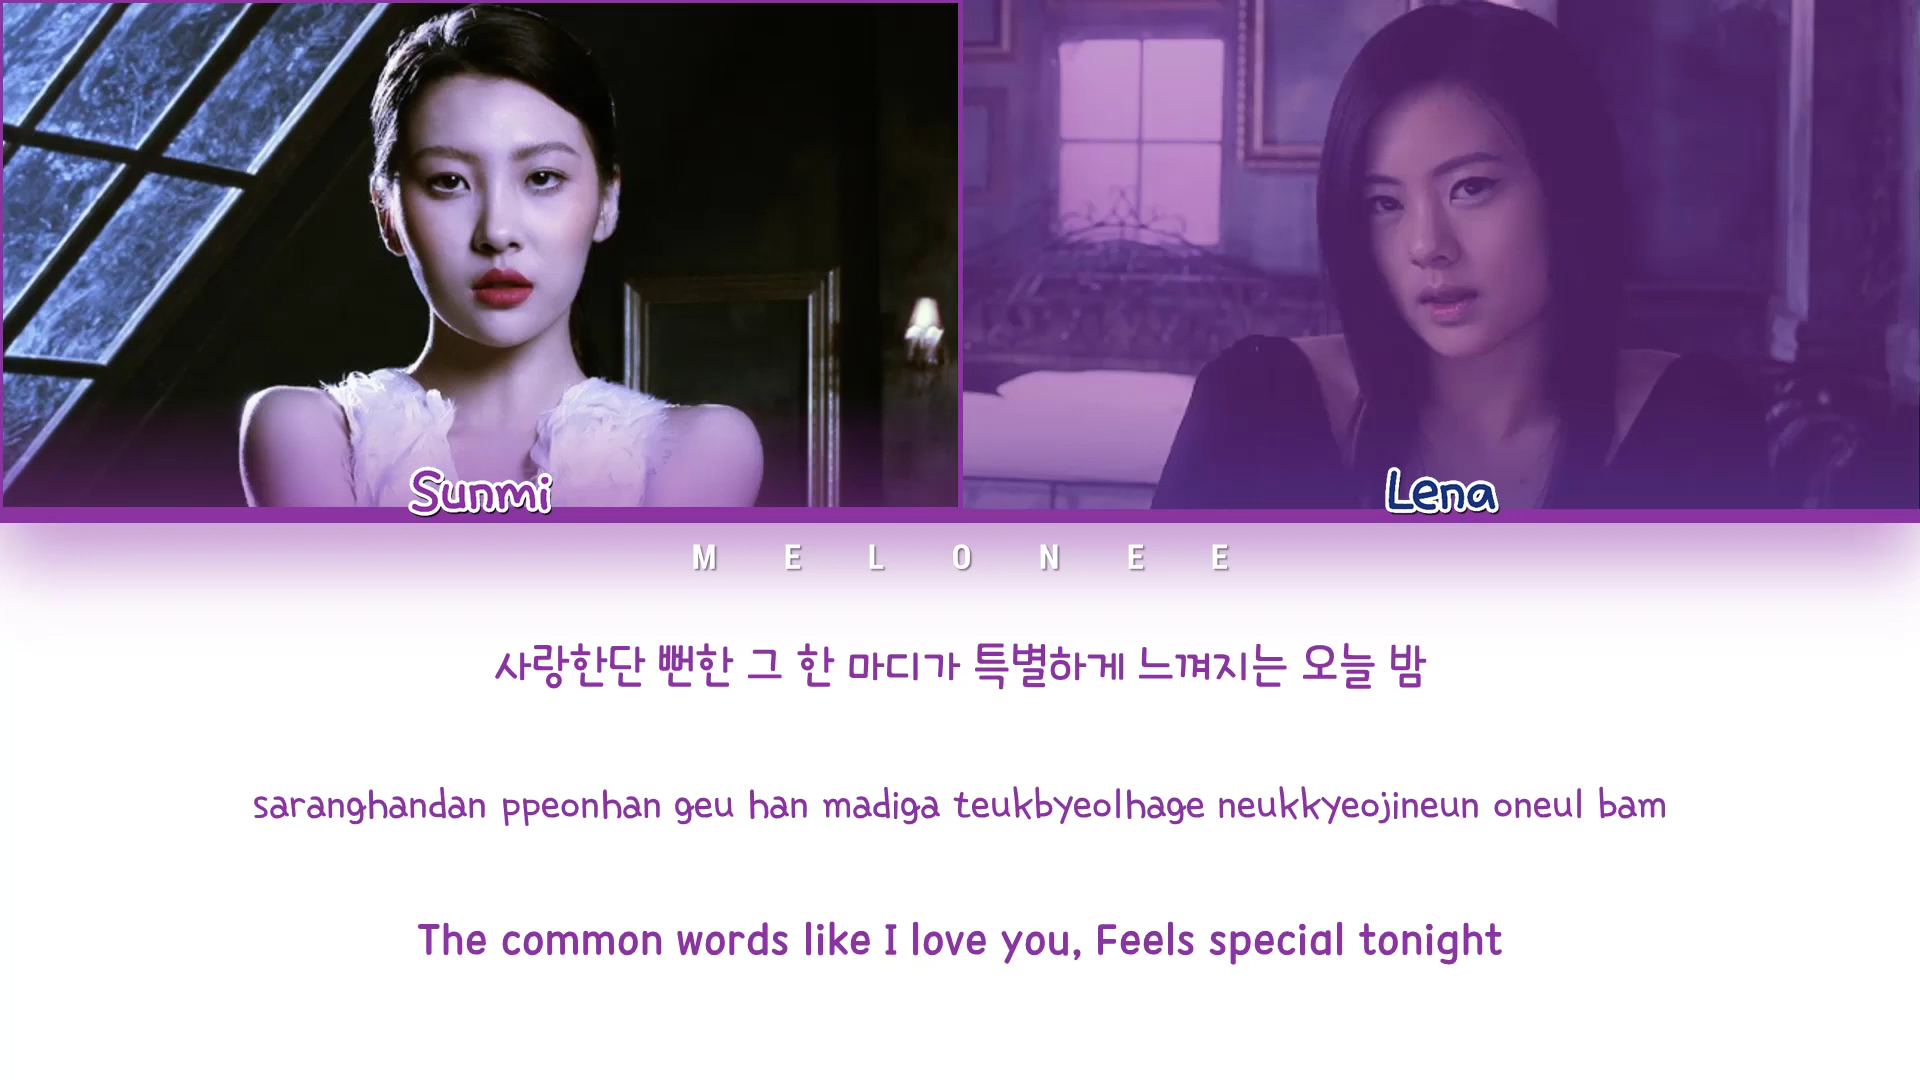 Sunmi
Lena
MELONEE
사랑한단 뻔한 그 한 마디가 특별하게 느껴지는 오늘 밤
saranghandan ppeonhan geu han madiga teukbyeolhage neukkyeojineun oneul bam
The common words like I love you, Feels special tonight